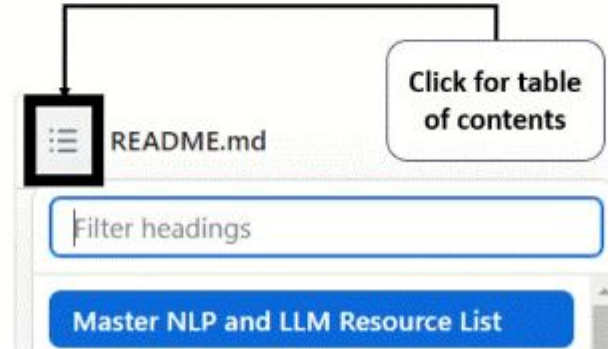 Click for table
of contents
README.md
Filter headings
Master NLP and LLM Resource List